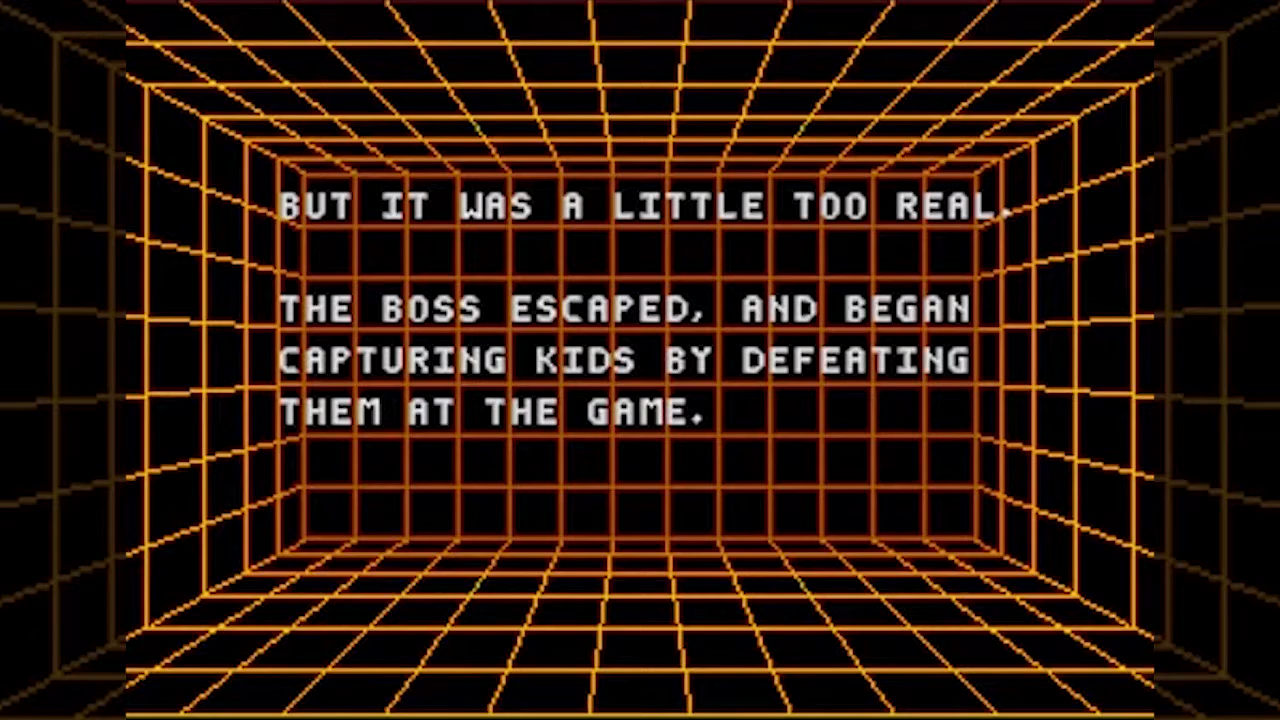 BUT IT WAS A LITTLE TOO REAL.
THE BOSS ESCAPED, AND BEGAN
CAPTURING KIDS BY DEFEATING
THEM AT THE GAME.